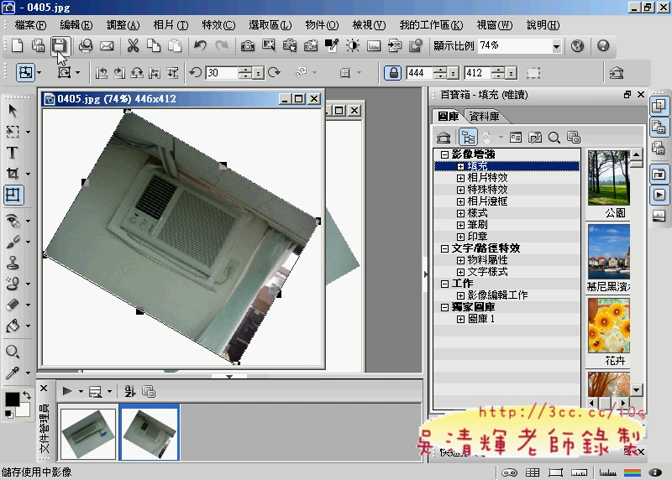 - 0405.jpg
檔案(F) 編輯(E) 調整(A) 相片(T) 特效(C) 選取區(L) 物件(O) 檢視(V) 我的工作區(K) 視窗(W) 說明(H)
顯示比例 74%
30 444 412
0405.jpg (74%) 446x412
百寶箱 - 填充 (唯讀)
圖庫 資料庫
影像增強
填充
相片特效
特殊特效
相片邊框
樣式
筆刷
印章
文字/路徑特效
物料屬性
文字樣式
工作
影像編輯工作
獨家圖庫
圖庫 1
公園
基尼黑濱
花卉
文件管理員
http://3cc.cc/10s
吳清輝老師錄製
儲存使用中影像